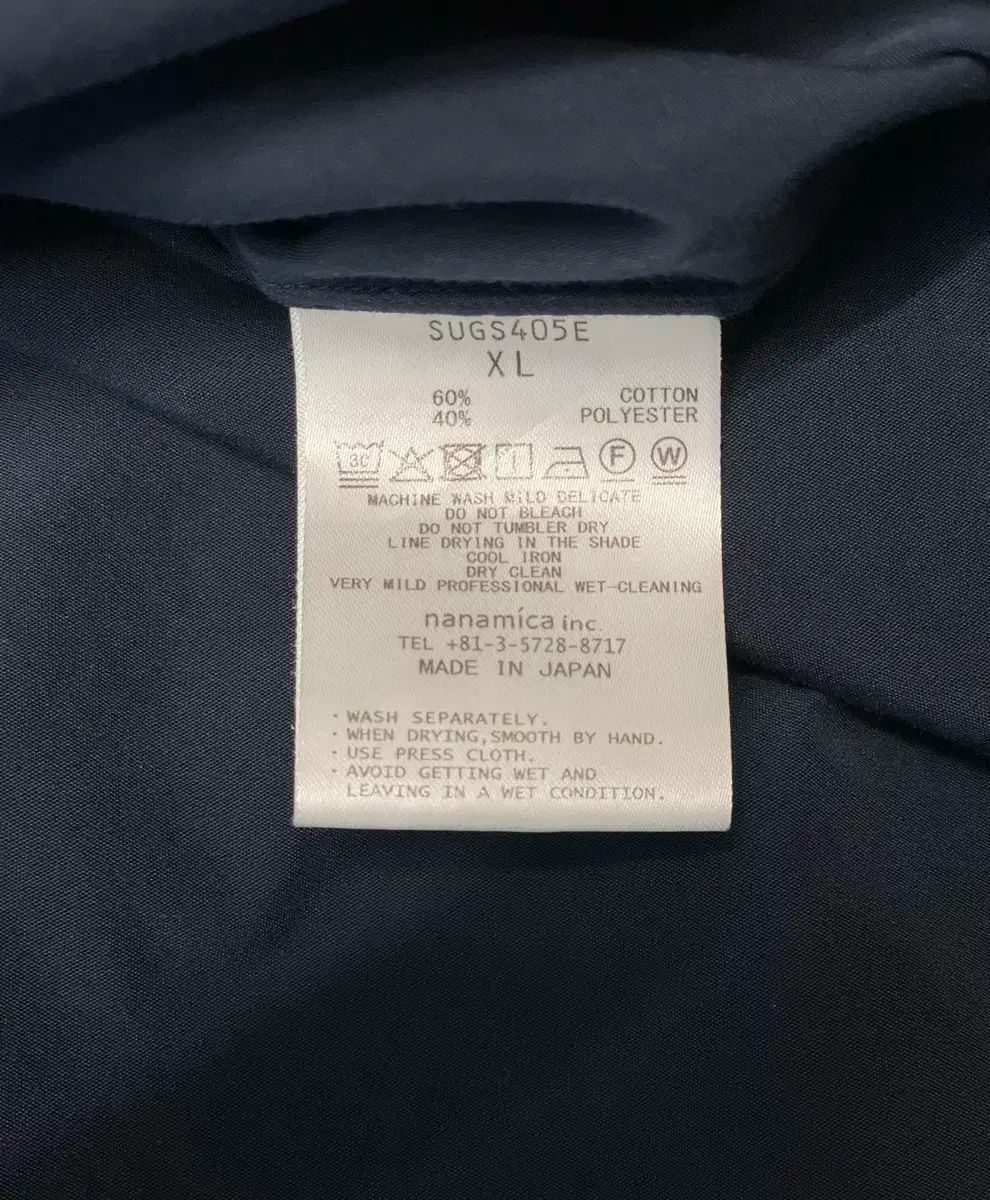 SUGS405E
XL
60% COTTON
40% POLYESTER
30 F W
MACHINE WASH MILD DELICATE
DO NOT BLEACH
DO NOT TUMBLER DRY
LINE DRYING IN THE SHADE
COOL IRON
DRY CLEAN
VERY MILD PROFESSIONAL WET-CLEANING
nanamica inc.
TEL +81-3-5728-8717
MADE IN JAPAN
・WASH SEPARATELY.
・WHEN DRYING,SMOOTH BY HAND.
・USE PRESS CLOTH.
・AVOID GETTING WET AND
LEAVING IN A WET CONDITION.